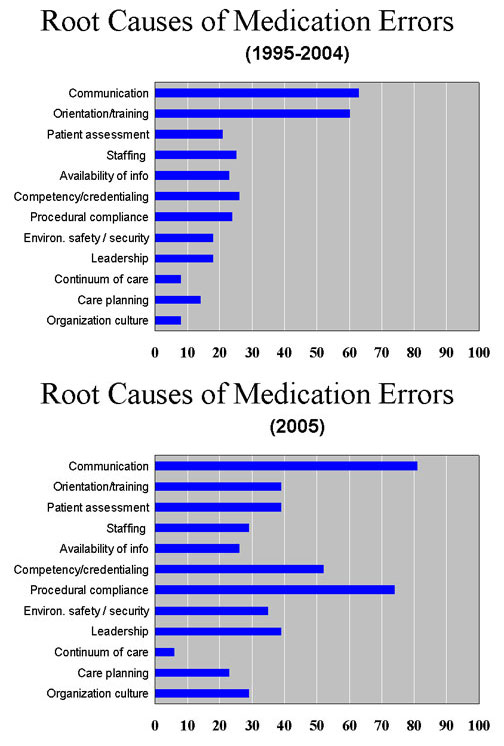 Root Causes of Medication Errors
(1995-2004)
Communication
Orientation/training
Patient assessment
Staffing
Availability of info
Competency/credentialing
Procedural compliance
Environ. safety / security
Leadership
Continuum of care
Care planning
Organization culture
0 10 20 30 40 50 60 70 80 90 100
Root Causes of Medication Errors
(2005)
Communication
Orientation/training
Patient assessment
Staffing
Availability of info
Competency/credentialing
Procedural compliance
Environ. safety / security
Leadership
Continuum of care
Care planning
Organization culture
0 10 20 30 40 50 60 70 80 90 100